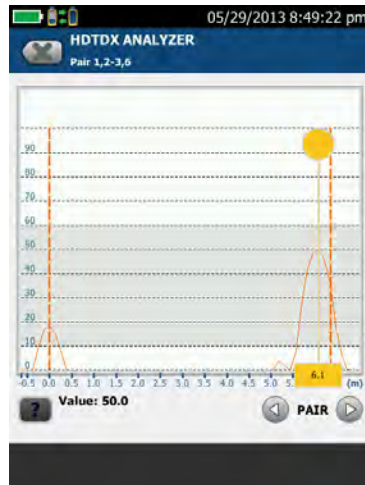 05/29/2013 8:49:22 pm
HDTDX ANALYZER
Pair 1,2-3,6
90
80
70
60
50
40
30
20
10
0
-0.5 0.0 0.5 1.0 1.5 2.0 2.5 3.0 3.5 4.0 4.5 5.0 5. 6.1 (m)
? Value: 50.0 PAIR